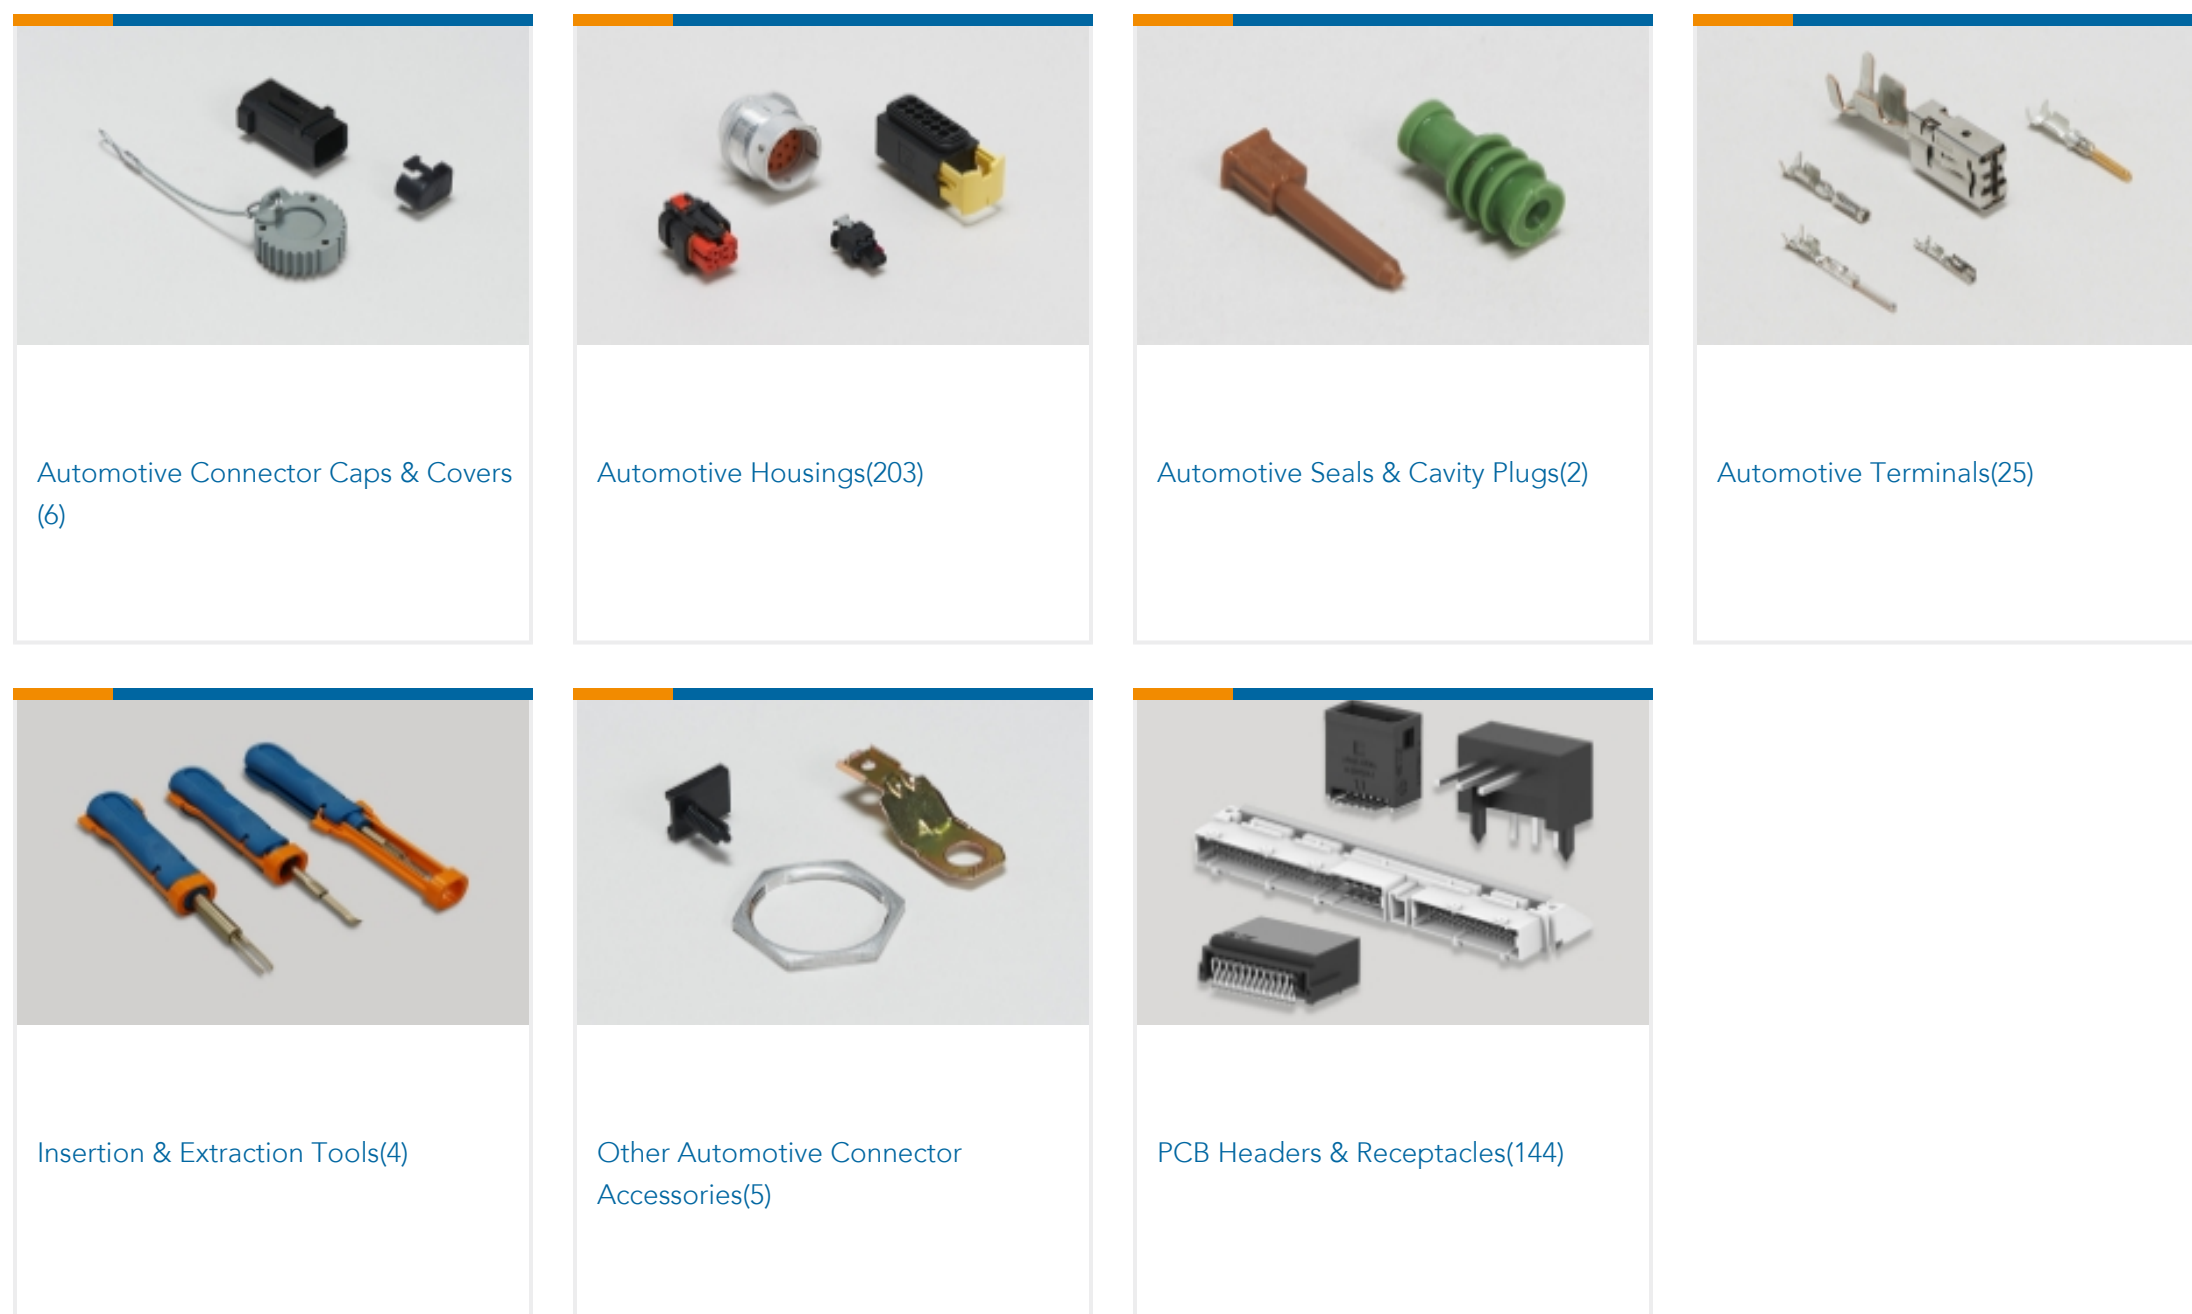 Automotive Connector Caps & Covers
(6)
Automotive Housings(203)
Automotive Seals & Cavity Plugs(2)
Automotive Terminals(25)
Insertion & Extraction Tools(4)
Other Automotive Connector
Accessories(5)
PCB Headers & Receptacles(144)